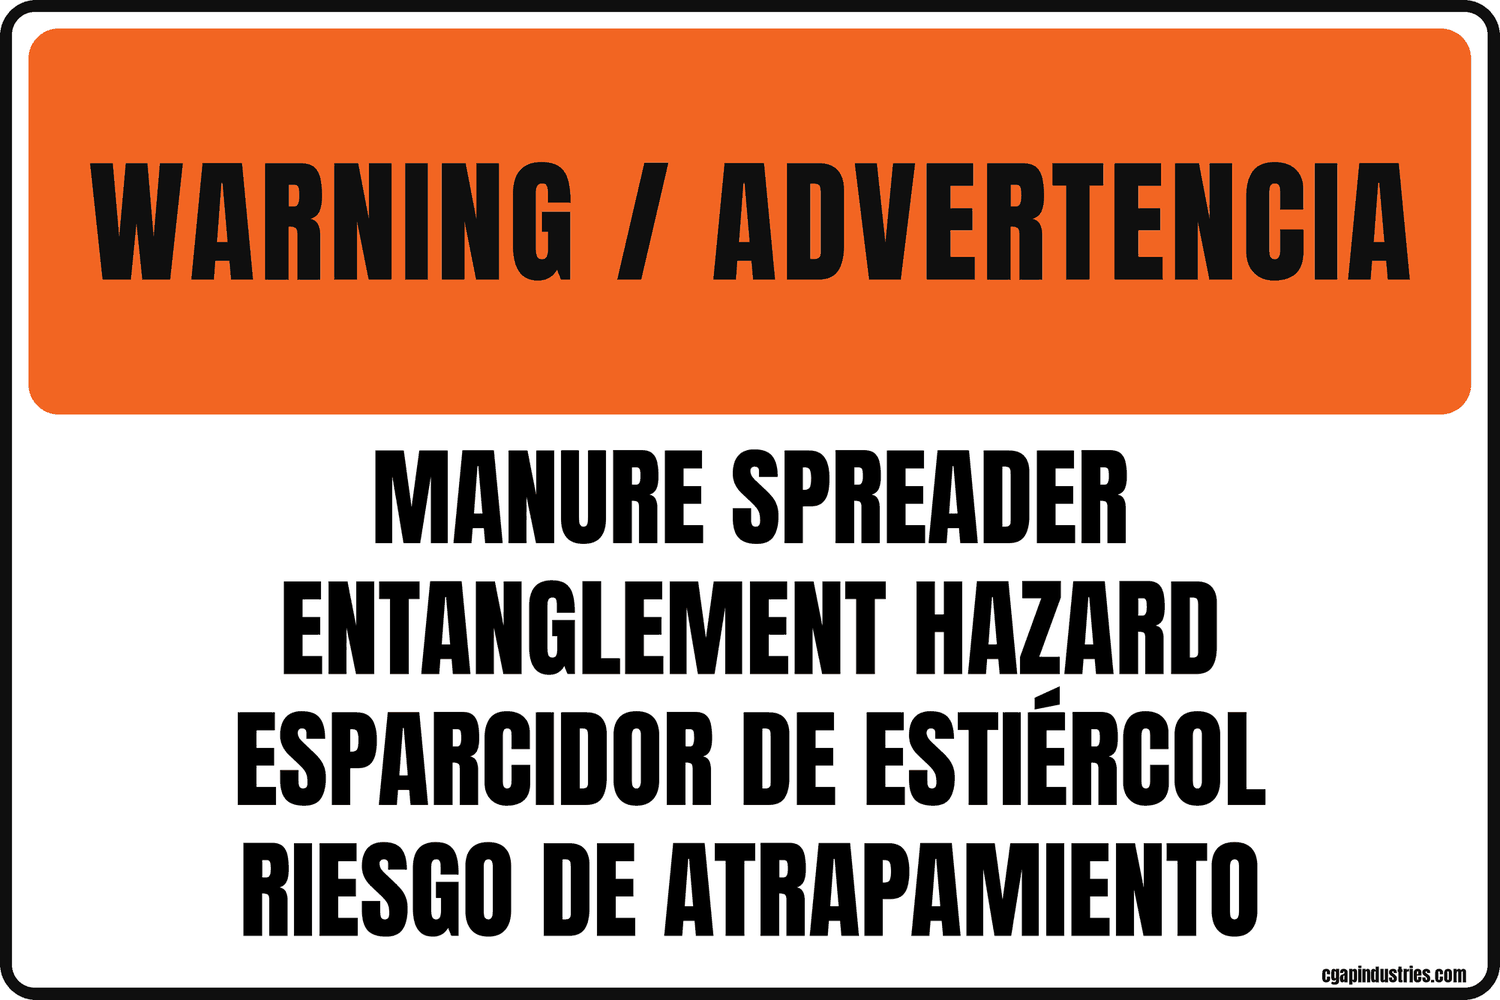 WARNING / ADVERTENCIA
MANURE SPREADER
ENTANGLEMENT HAZARD
ESPARCIDOR DE ESTIÉRCOL
RIESGO DE ATRAPAMIENTO
cgapindustries.com